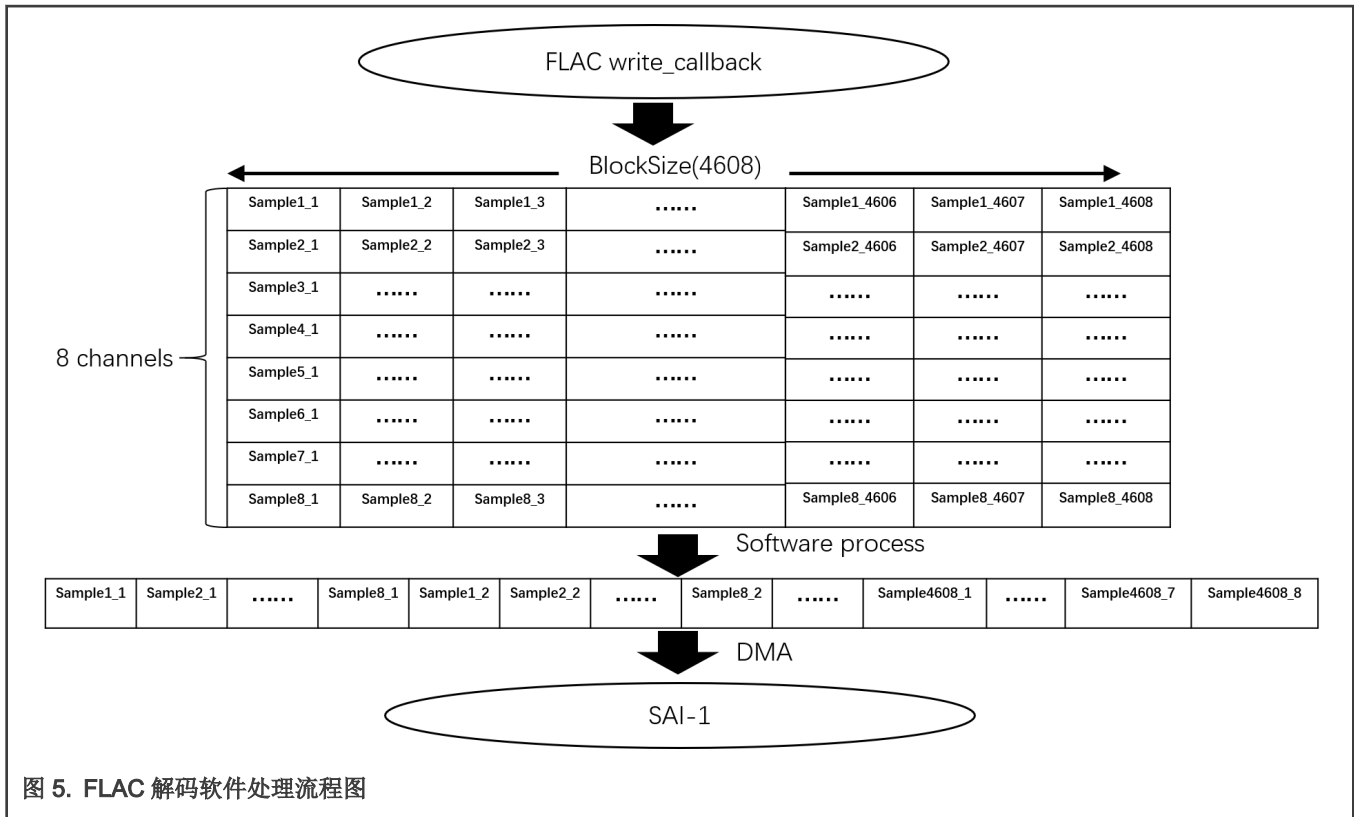 FLAC write_callback
BlockSize(4608)
Sample1_1 Sample1_2 Sample1_3 …… Sample1_4606 Sample1_4607 Sample1_4608
Sample2_1 Sample2_2 Sample2_3 …… Sample2_4606 Sample2_4607 Sample2_4608
Sample3_1 …… …… …… …… …… ……
Sample4_1 …… …… …… …… …… ……
8 channels
Sample5_1 …… …… …… …… …… ……
Sample6_1 …… …… …… …… …… ……
Sample7_1 …… …… …… …… …… ……
Sample8_1 Sample8_2 Sample8_3 …… Sample8_4606 Sample8_4607 Sample8_4608
Software process
Sample1_1 Sample2_1 …… Sample8_1 Sample1_2 Sample2_2 …… Sample8_2 …… Sample4608_1 …… Sample4608_7 Sample4608_8
DMA
SAI-1
图 5. FLAC 解码软件处理流程图